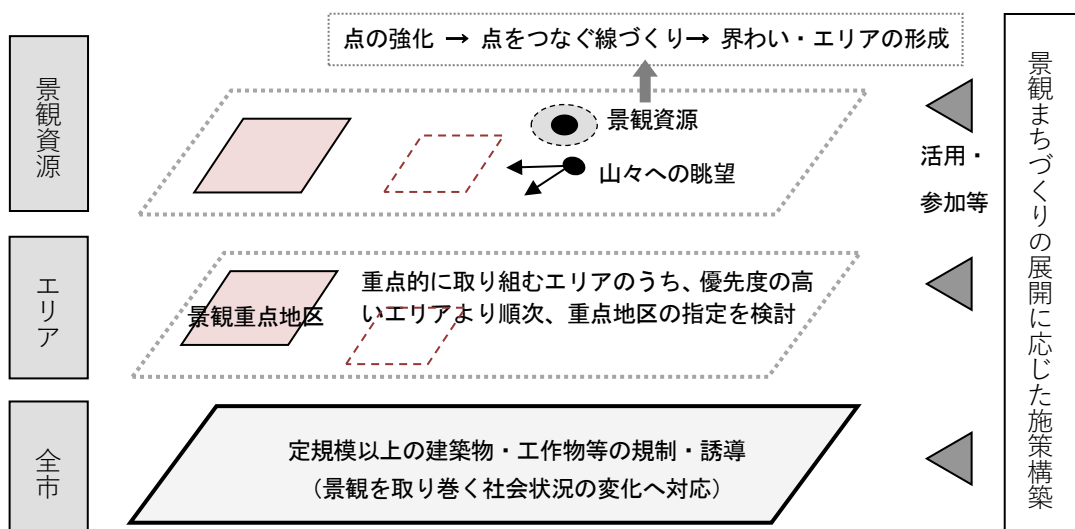 点の強化 → 点をつなぐ線づくり→ 界わい・エリアの形成
景観資源
景観資源
山々への眺望
活用・
参加等
エリア
景観重点地区
重点的に取り組むエリアのうち、優先度の高
いエリアより順次、重点地区の指定を検討
全市
定規模以上の建築物・工作物等の規制・誘導
（景観を取り巻く社会状況の変化へ対応）
景観まちづくりの展開に応じた施策構築